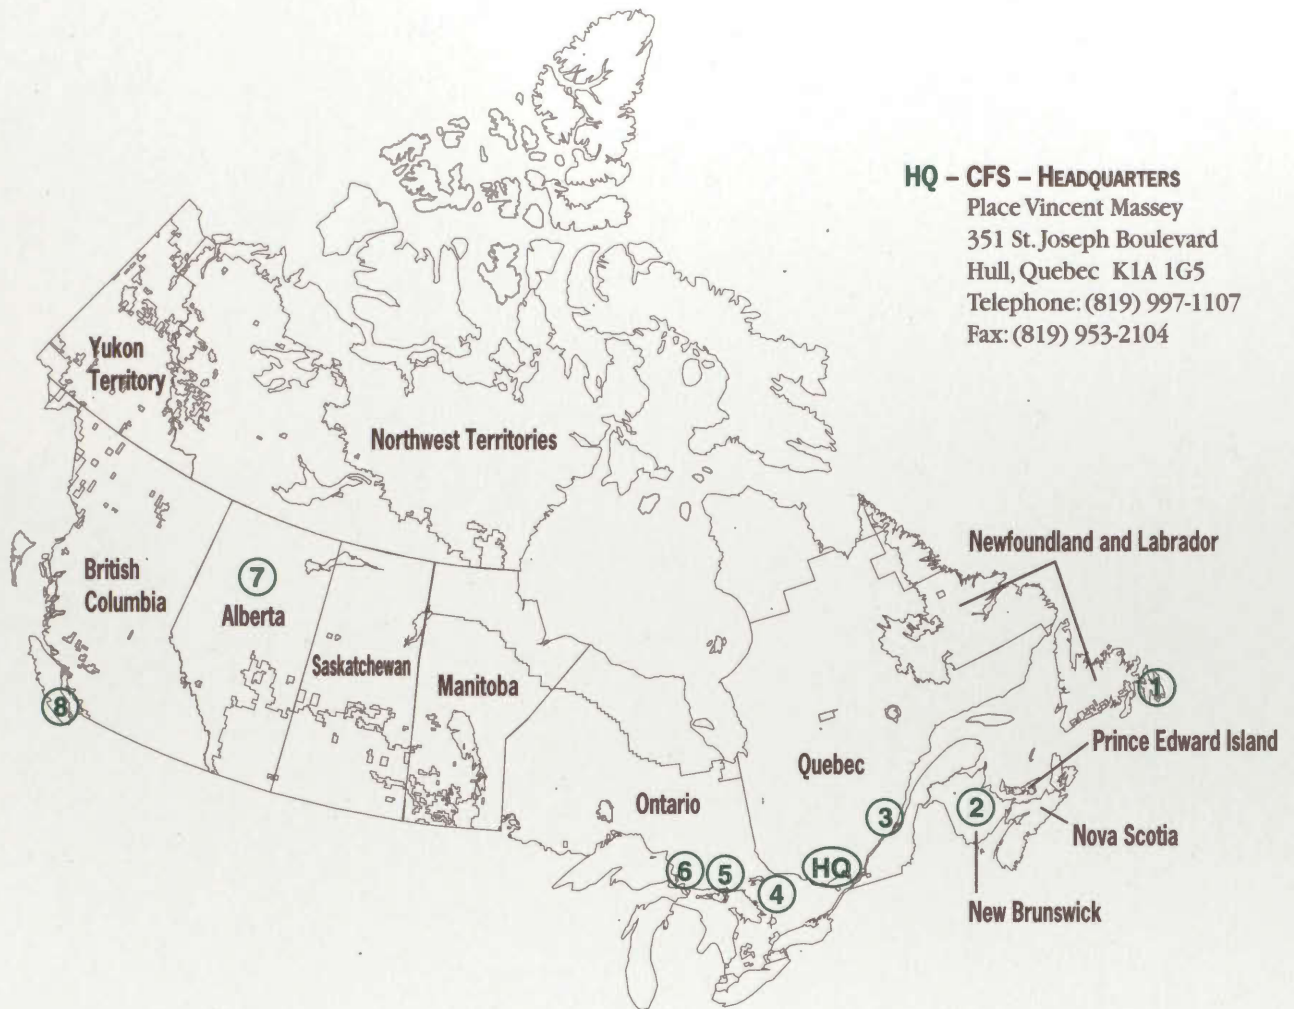 HQ – CFS – HEADQUARTERS
Place Vincent Massey
351 St. Joseph Boulevard
Hull, Quebec K1A 1G5
Telephone: (819) 997-1107
Fax: (819) 953-2104
Yukon
Territory
Northwest Territories
Newfoundland and Labrador
British
Columbia
7
Alberta
Saskatchewan
Manitoba
8
1
Prince Edward Island
Quebec
Ontario
3
2
Nova Scotia
6
5
4
HQ
New Brunswick